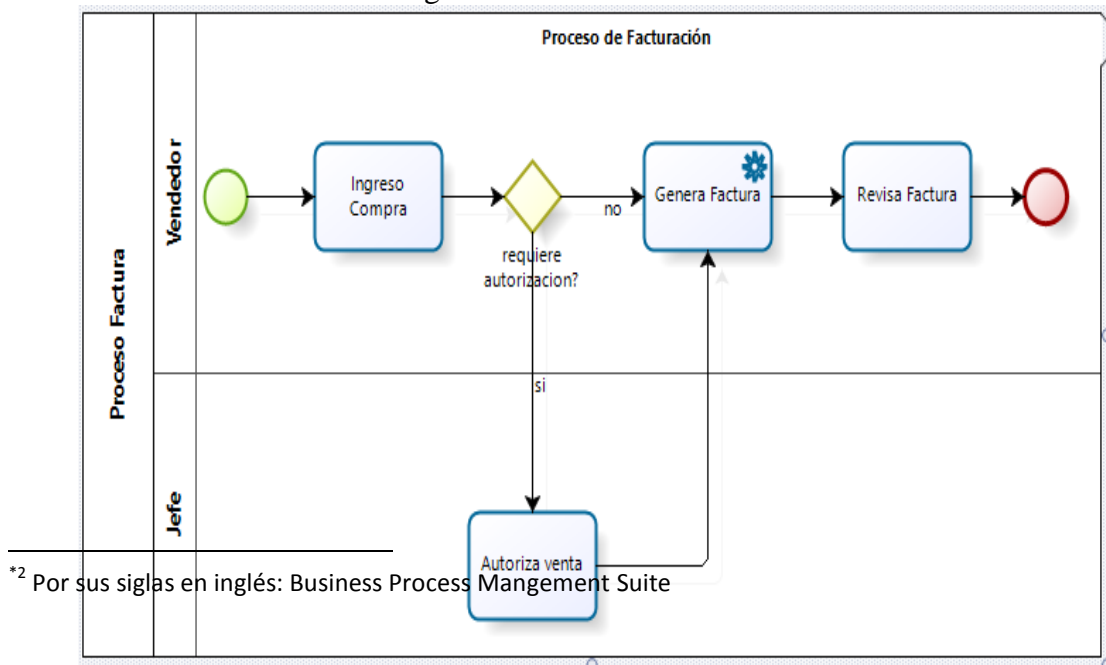 Proceso de Facturación
Proceso Factura
Vendedor
Ingreso
Compra
requiere
autorizacion?
no
Genera Factura
Revisa Factura
si
Jefe
Autoriza venta
*2 Por sus siglas en inglés: Business Process Mangement Suite